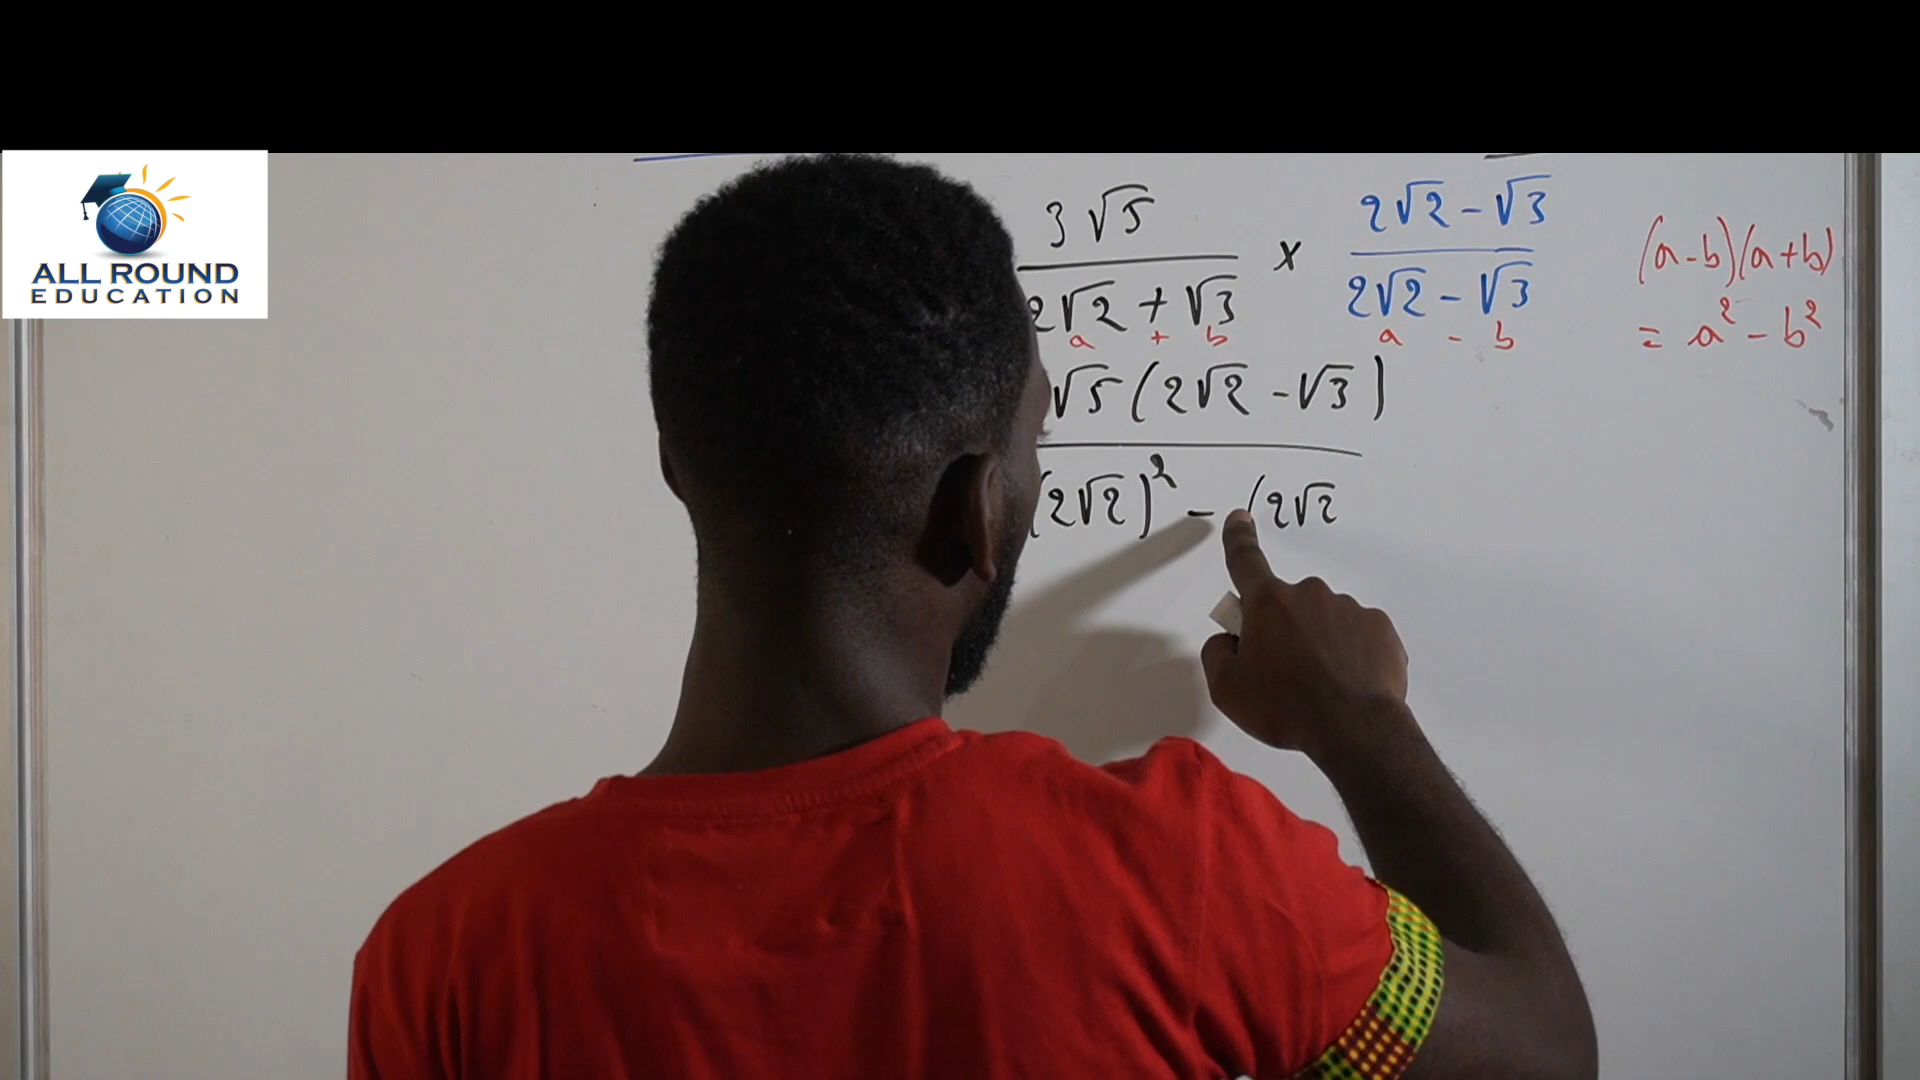 ALL ROUND
EDUCATION
3√5 × 2√2 - √3
2√2 + √3 2√2 - √3
a + b a - b
(a-b)(a+b)
= a² - b²
√5 (2√2 - √3)
(2√2)² - (2√2